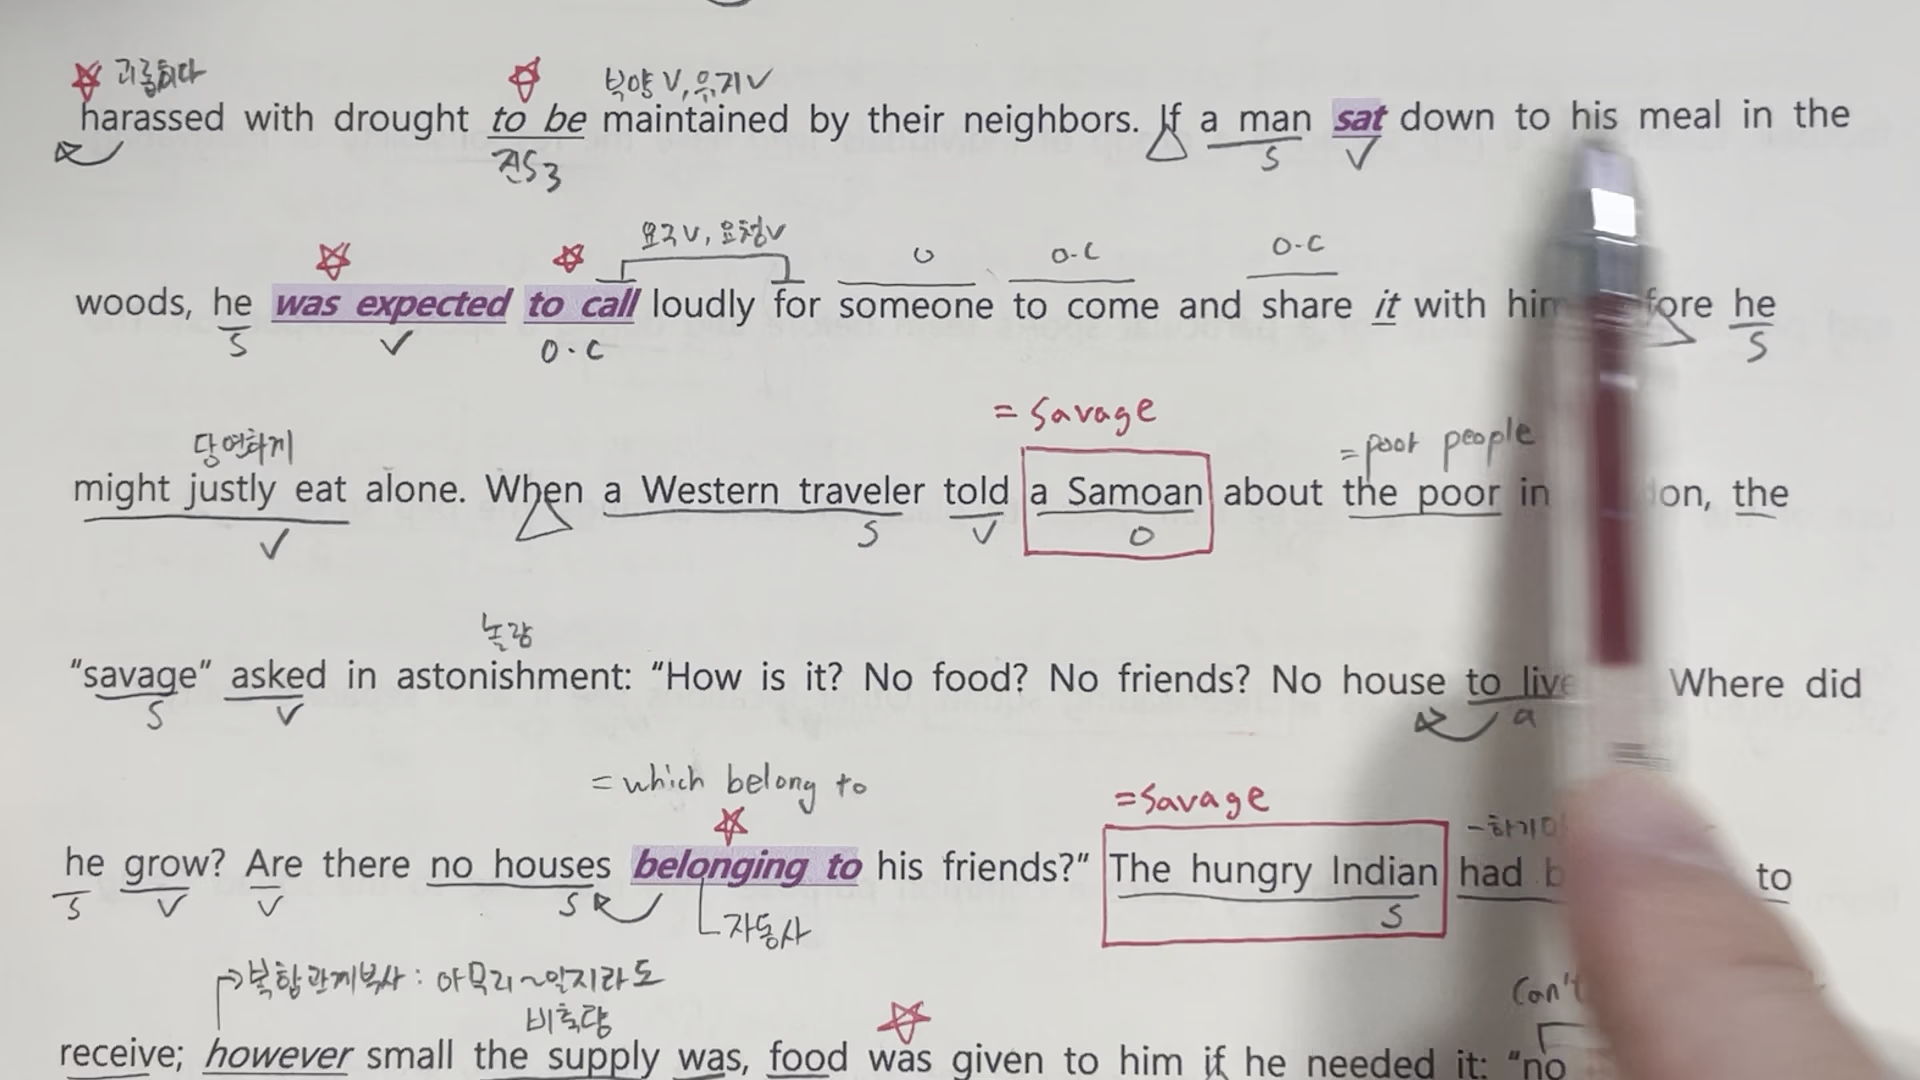 괴롭히다 부양V, 유지V
harassed with drought to be maintained by their neighbors. If a man sat down to his meal in the
진S3 S V
요구V, 요청V O O·C O·C
woods, he was expected to call loudly for someone to come and share it with he
S V O·C S
= Savage
당연하게 =poor people
might justly eat alone. When a Western traveler told a Samoan about the poor in the
V S V O
놀람
“savage” asked in astonishment: “How is it? No food? No friends? No house to live Where did
S V a
= which belong to =Savage
he grow? Are there no houses belonging to his friends?” The hungry Indian had to
S V V S 자동사 S
복합관계부사 : 아무리~일지라도
비축량 Can't
receive; however small the supply was, food was given to him if he needed it: “no